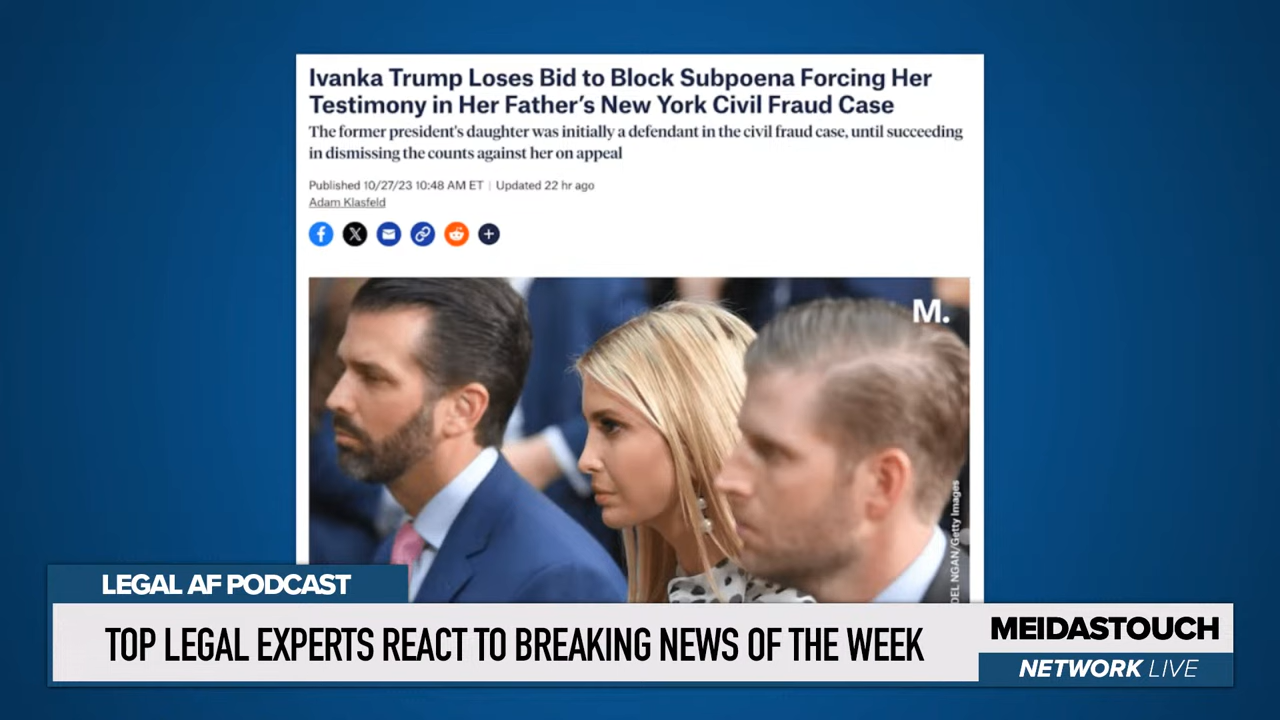 Ivanka Trump Loses Bid to Block Subpoena Forcing Her
Testimony in Her Father's New York Civil Fraud Case
The former president's daughter was initially a defendant in the civil fraud case, until succeeding
in dismissing the counts against her on appeal
Published 10/27/23 10:48 AM ET | Updated 22 hr ago
Adam Klasfeld
M.
NGAN/Getty Images
LEGAL AF PODCAST
TOP LEGAL EXPERTS REACT TO BREAKING NEWS OF THE WEEK
MEIDASTOUCH
NETWORK LIVE